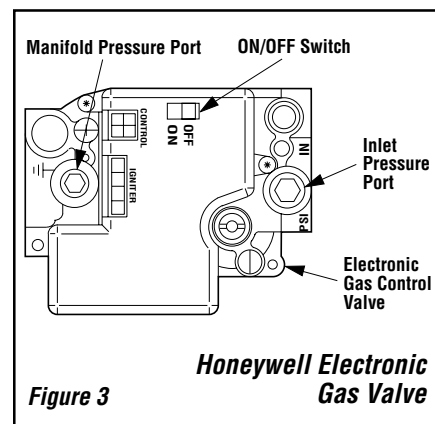 Manifold Pressure Port
ON/OFF Switch
CONTROL
OFF
ON
IGNITER
IN
Inlet
Pressure
Port
PSI
Electronic
Gas Control
Valve
Honeywell Electronic
Gas Valve
Figure 3